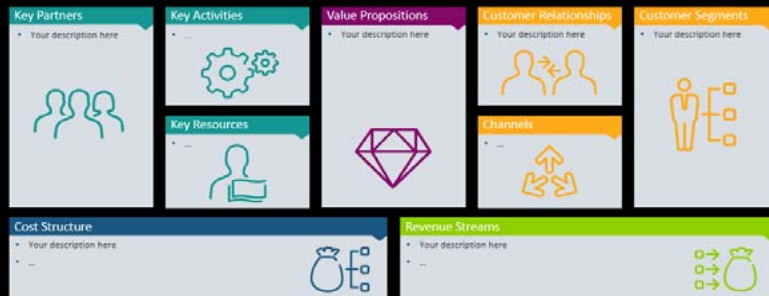 Key Partners
• Your description here
Key Activities
• ...
Key Resources
• ...
Value Propositions
• Your description here
Customer Relationships
• Your description here
Channels
• ...
Customer Segments
• Your description here
Cost Structure
• Your description here
• ...
Revenue Streams
• Your description here
• ...